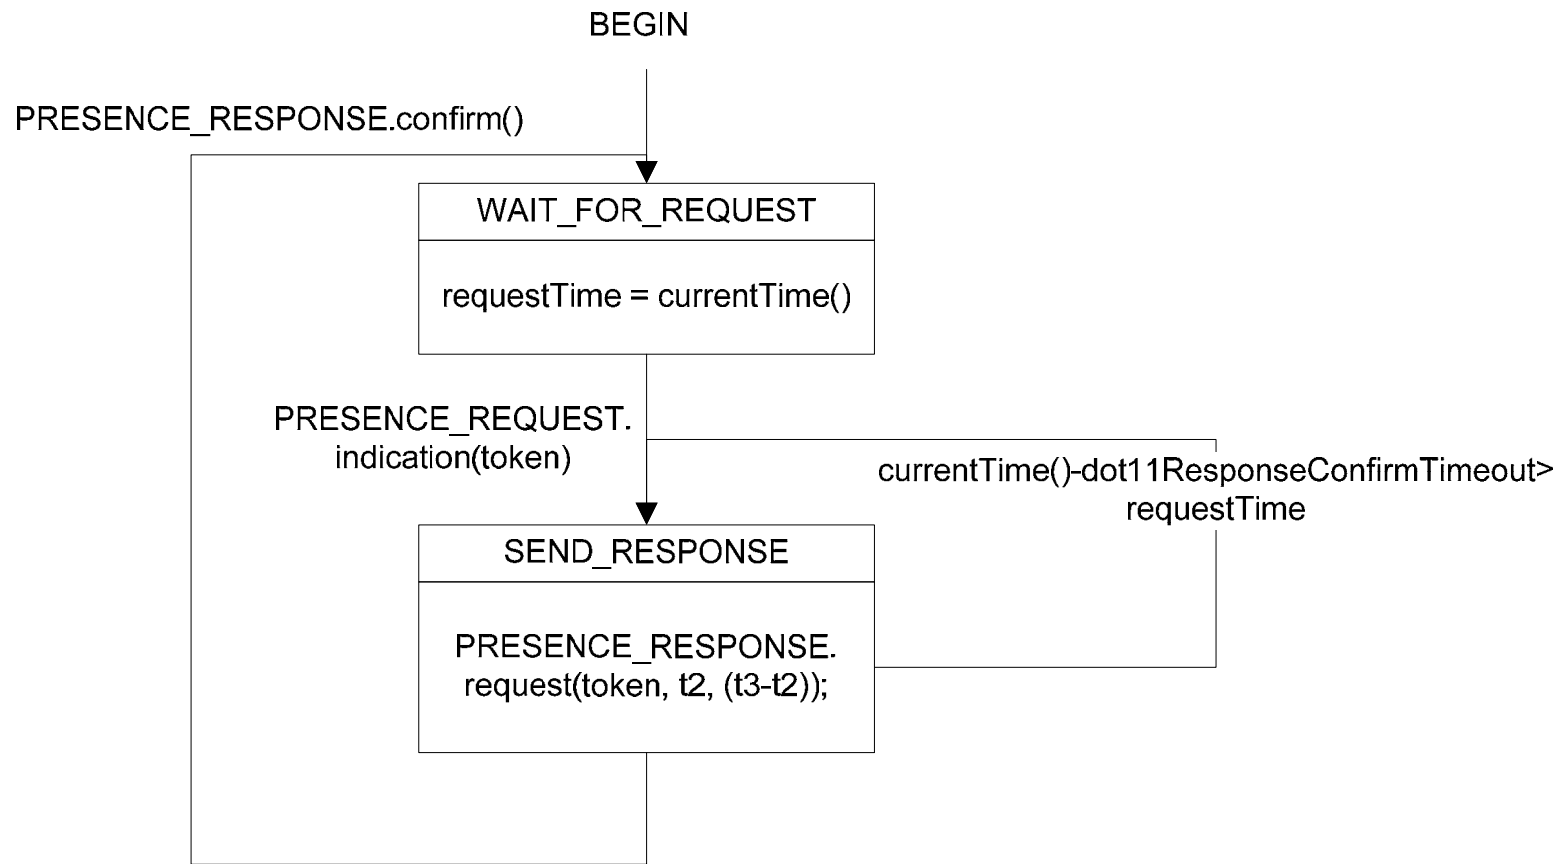 BEGIN
PRESENCE_RESPONSE.confirm()
WAIT_FOR_REQUEST
requestTime = currentTime()
PRESENCE_REQUEST.
indication(token)
currentTime()-dot11ResponseConfirmTimeout>
requestTime
SEND_RESPONSE
PRESENCE_RESPONSE.
request(token, t2, (t3-t2));